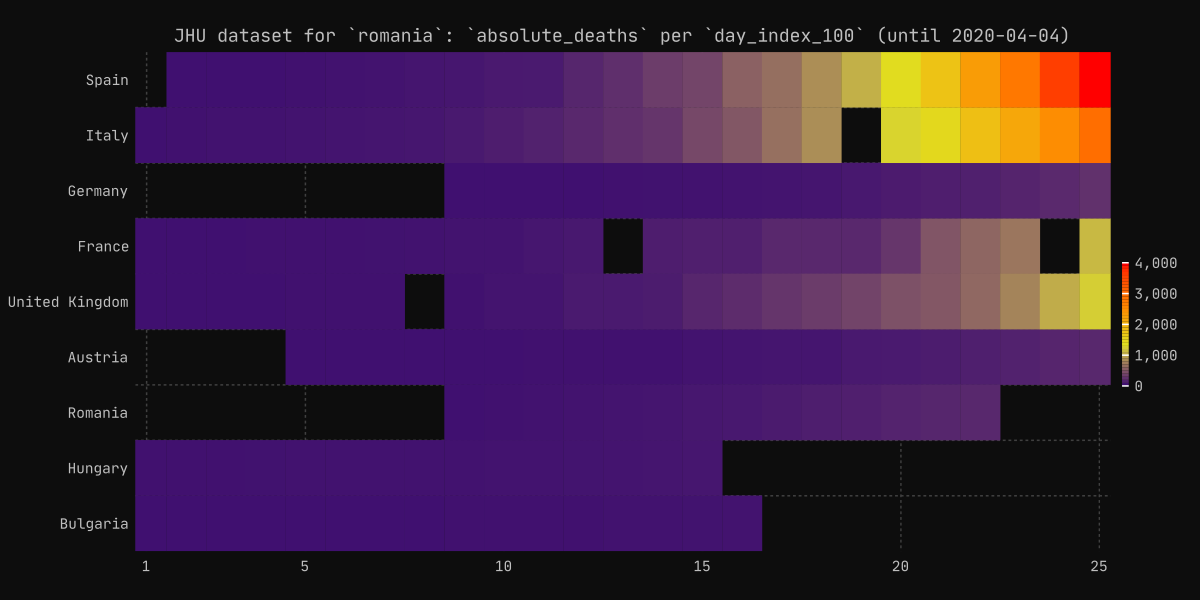 JHU dataset for `romania`: `absolute_deaths` per `day_index_100` (until 2020-04-04)
Spain
Italy
Germany
France
United Kingdom
Austria
Romania
Hungary
Bulgaria
4,000
3,000
2,000
1,000
0
1 5 10 15 20 25